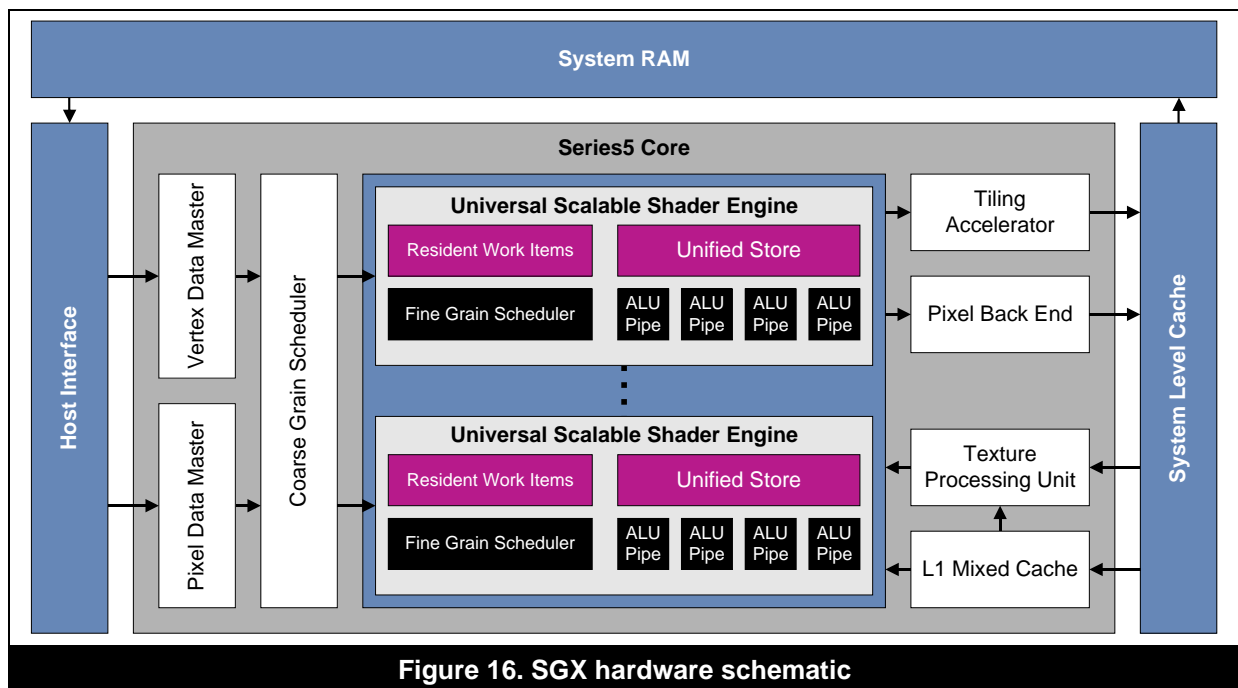 System RAM
Host Interface
Series5 Core
Vertex Data Master
Pixel Data Master
Coarse Grain Scheduler
Universal Scalable Shader Engine
Resident Work Items
Unified Store
Fine Grain Scheduler
ALU
Pipe
ALU
Pipe
ALU
Pipe
ALU
Pipe
Universal Scalable Shader Engine
Resident Work Items
Unified Store
Fine Grain Scheduler
ALU
Pipe
ALU
Pipe
ALU
Pipe
ALU
Pipe
Tiling
Accelerator
Pixel Back End
Texture
Processing Unit
L1 Mixed Cache
System Level Cache
Figure 16. SGX hardware schematic